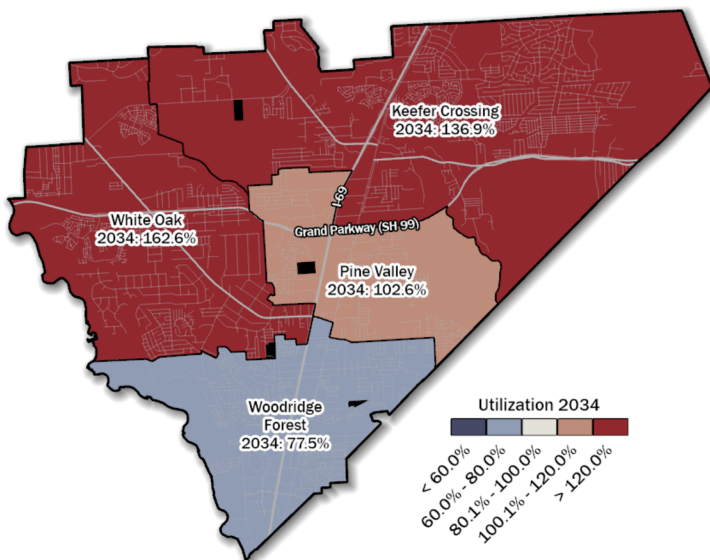 Keefer Crossing
2034: 136.9%
I-69
White Oak
2034: 162.6%
Grand Parkway (SH 99)
Pine Valley
2034: 102.6%
Woodridge
Forest
2034: 77.5%
Utilization 2034
< 60.0%
60.0% - 80.0%
80.1% - 100.0%
100.1% - 120.0%
> 120.0%